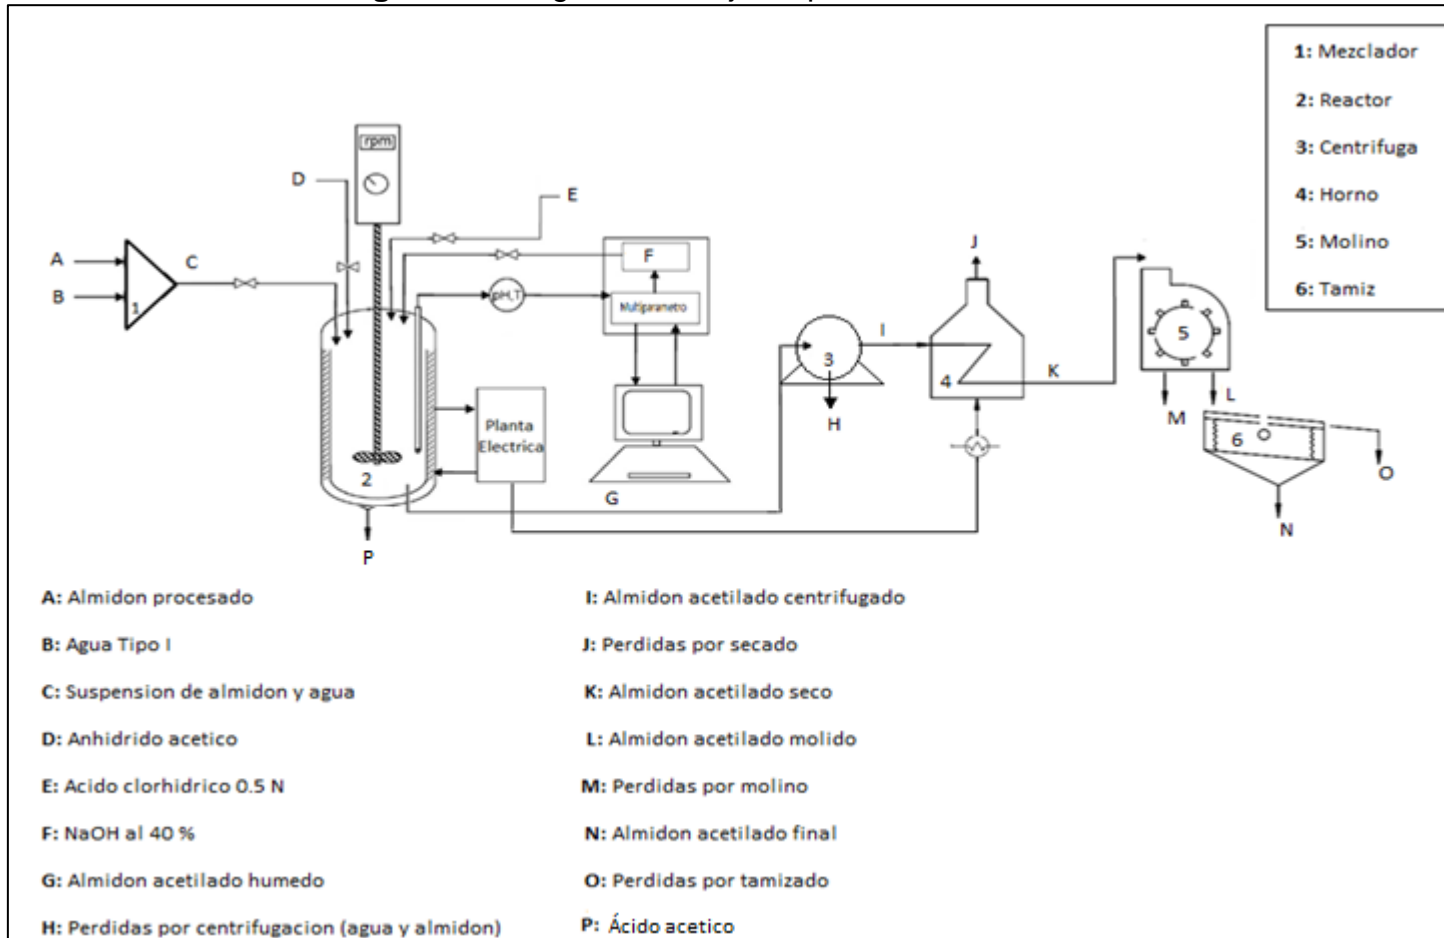 1: Mezclador
2: Reactor
3: Centrifuga
4: Horno
5: Molino
6: Tamiz
rpm
D
E
A
B
C
1
F
pH,T
Multiparametro
J
I
3
4
K
5
H
M
L
Planta
Electrica
2
G
6
O
N
P
A: Almidon procesado
B: Agua Tipo I
C: Suspension de almidon y agua
D: Anhidrido acetico
E: Acido clorhidrico 0.5 N
F: NaOH al 40 %
G: Almidon acetilado humedo
H: Perdidas por centrifugacion (agua y almidon)
I: Almidon acetilado centrifugado
J: Perdidas por secado
K: Almidon acetilado seco
L: Almidon acetilado molido
M: Perdidas por molino
N: Almidon acetilado final
O: Perdidas por tamizado
P: Ácido acetico